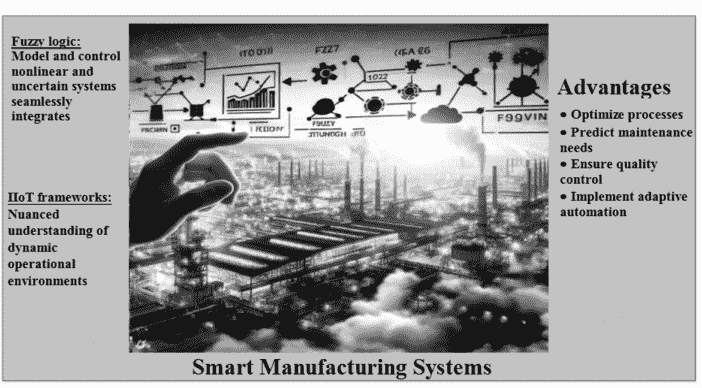 Fuzzy logic:
Model and control
nonlinear and
uncertain systems
seamlessly
integrates
IIoT frameworks:
Nuanced
understanding of
dynamic
operational
environments
1022
Advantages
• Optimize processes
• Predict maintenance
needs
• Ensure quality
control
• Implement adaptive
automation
Smart Manufacturing Systems